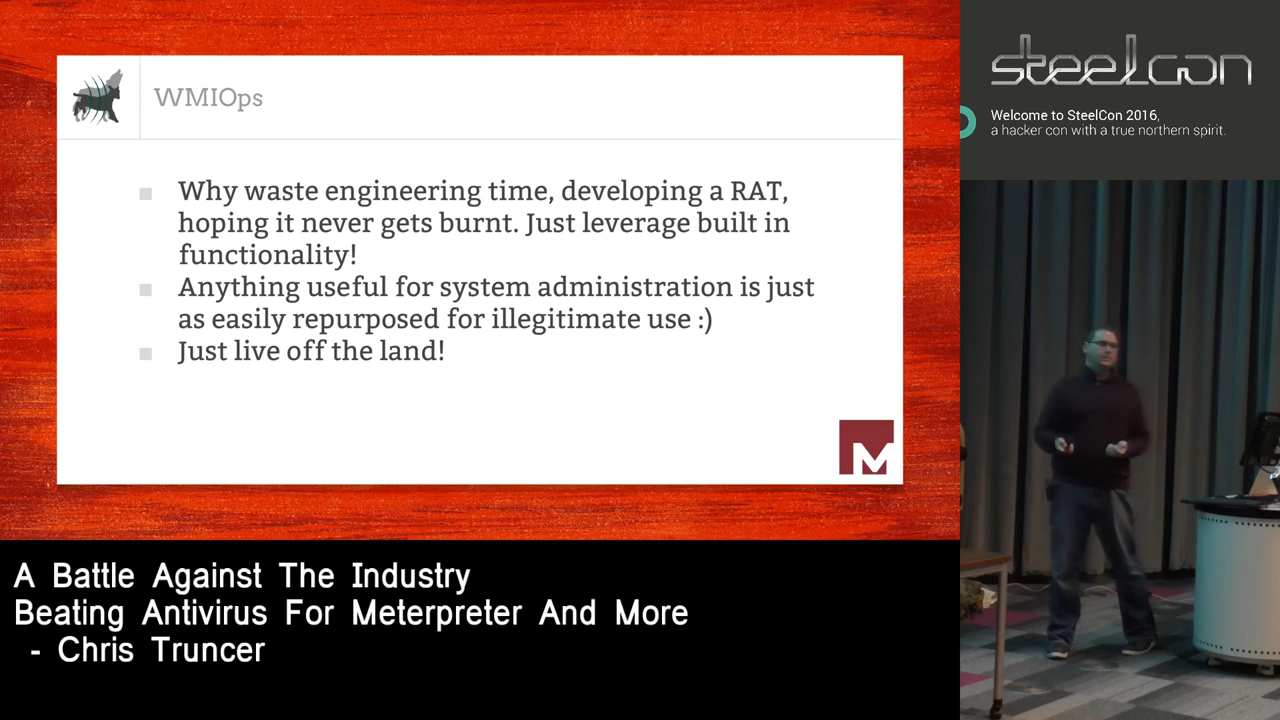 WMIOps
Why waste engineering time, developing a RAT,
hoping it never gets burnt. Just leverage built in
functionality!
Anything useful for system administration is just
as easily repurposed for illegitimate use :)
Just live off the land!
M
steelcon
Welcome to SteelCon 2016,
a hacker con with a true northern spirit.
A Battle Against The Industry
Beating Antivirus For Meterpreter And More
- Chris Truncer